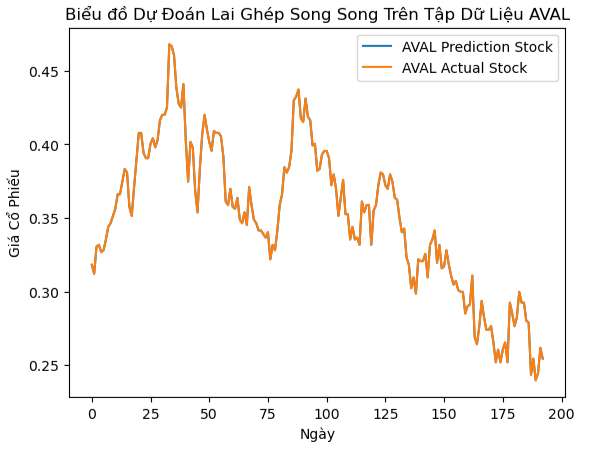 Biểu đồ Dự Đoán Lai Ghép Song Song Trên Tập Dữ Liệu AVAL
AVAL Prediction Stock
AVAL Actual Stock
Giá Cổ Phiếu
0.45
0.40
0.35
0.30
0.25
0 25 50 75 100 125 150 175 200
Ngày